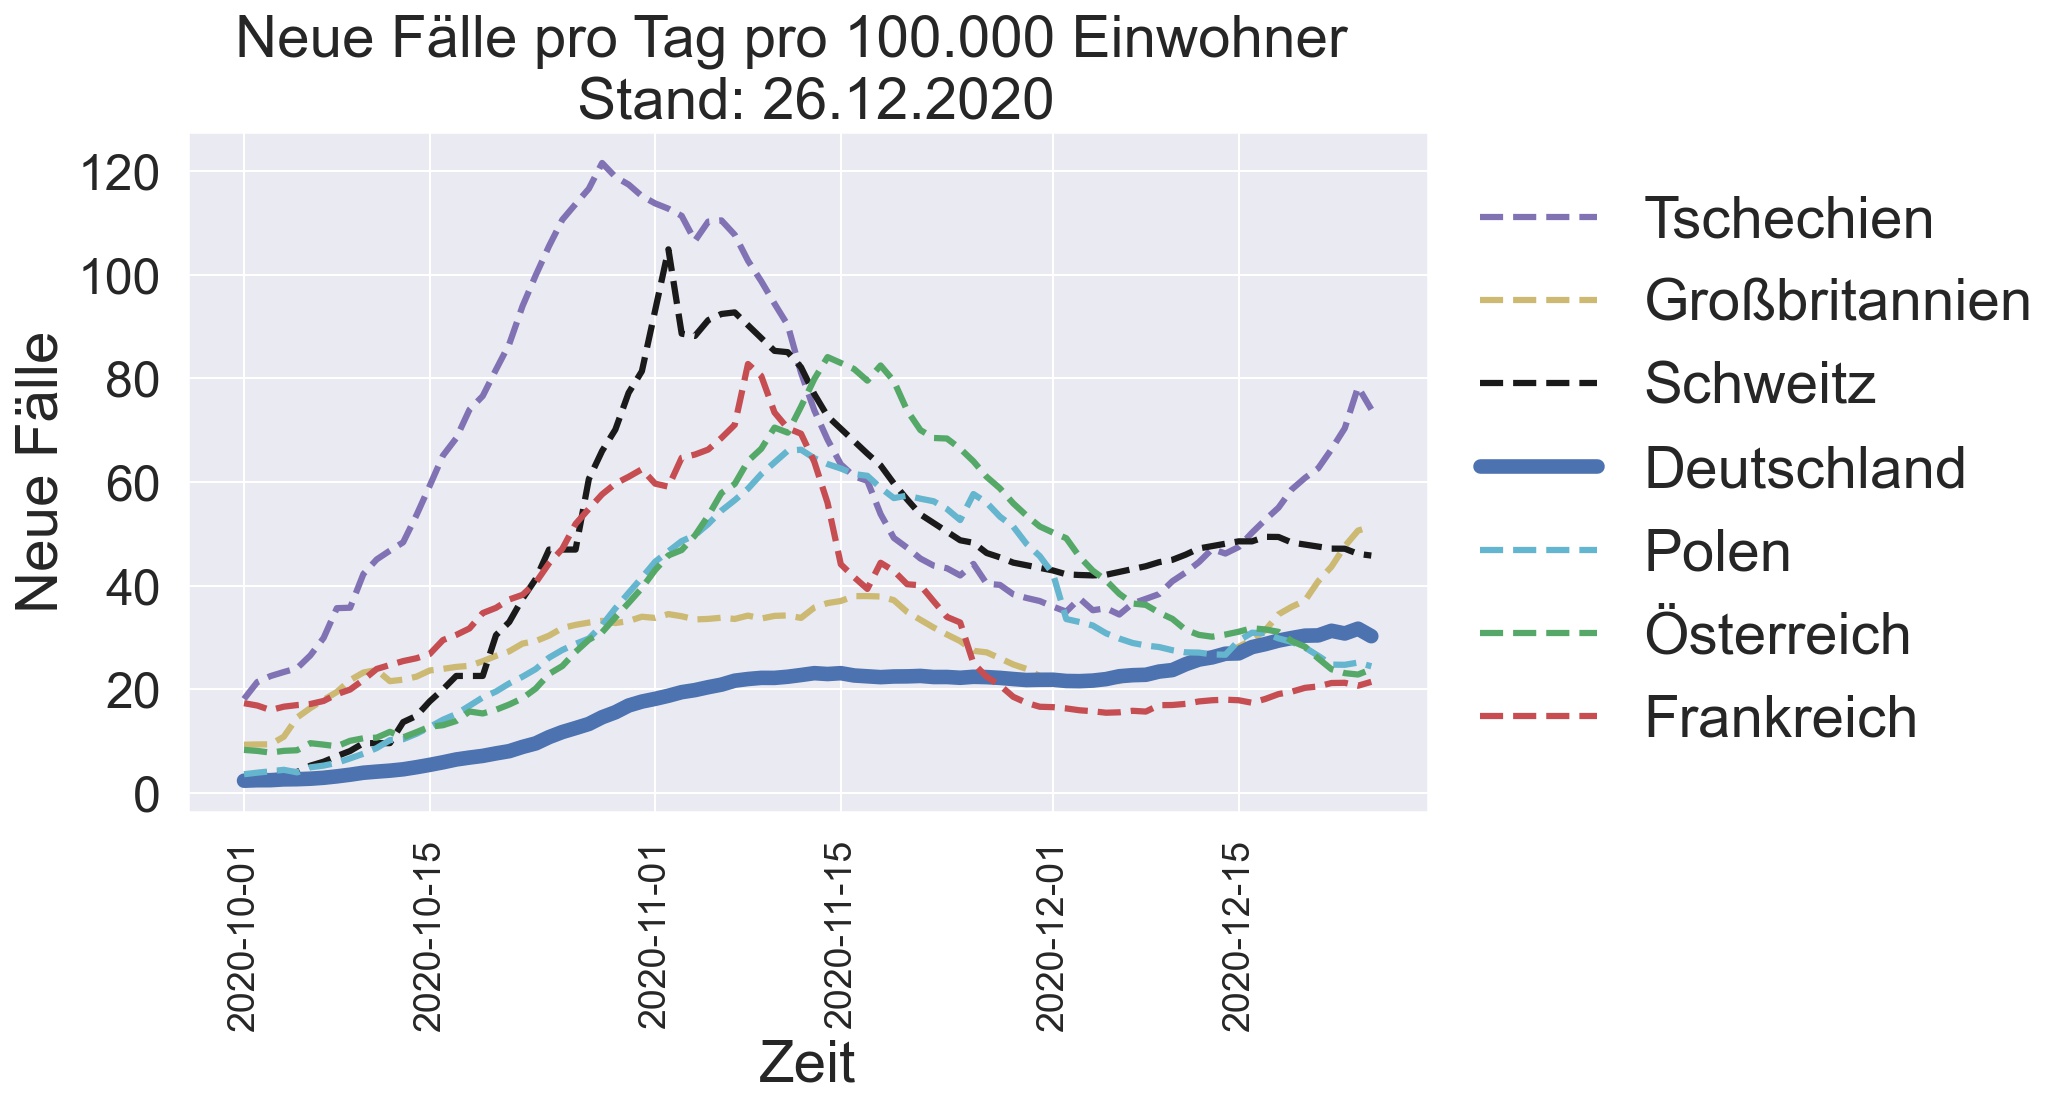 Neue Fälle pro Tag pro 100.000 Einwohner
Stand: 26.12.2020
Neue Fälle
120
100
80
60
40
20
0
2020-10-01
2020-10-15
2020-11-01
2020-11-15
2020-12-01
2020-12-15
Zeit
Tschechien
Großbritannien
Schweitz
Deutschland
Polen
Österreich
Frankreich